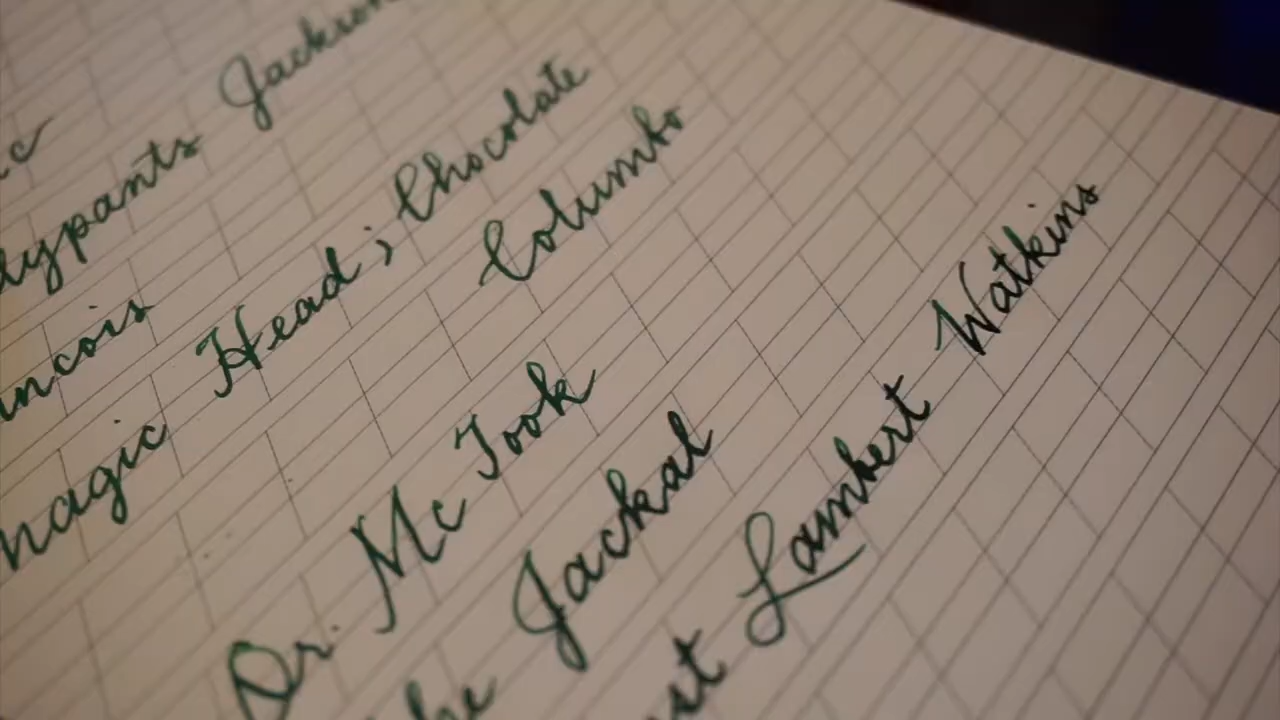 Jackson
Magic Head; Chocolate
Columbo
Dr. Mc Took
Jackal
Lambert Watkins